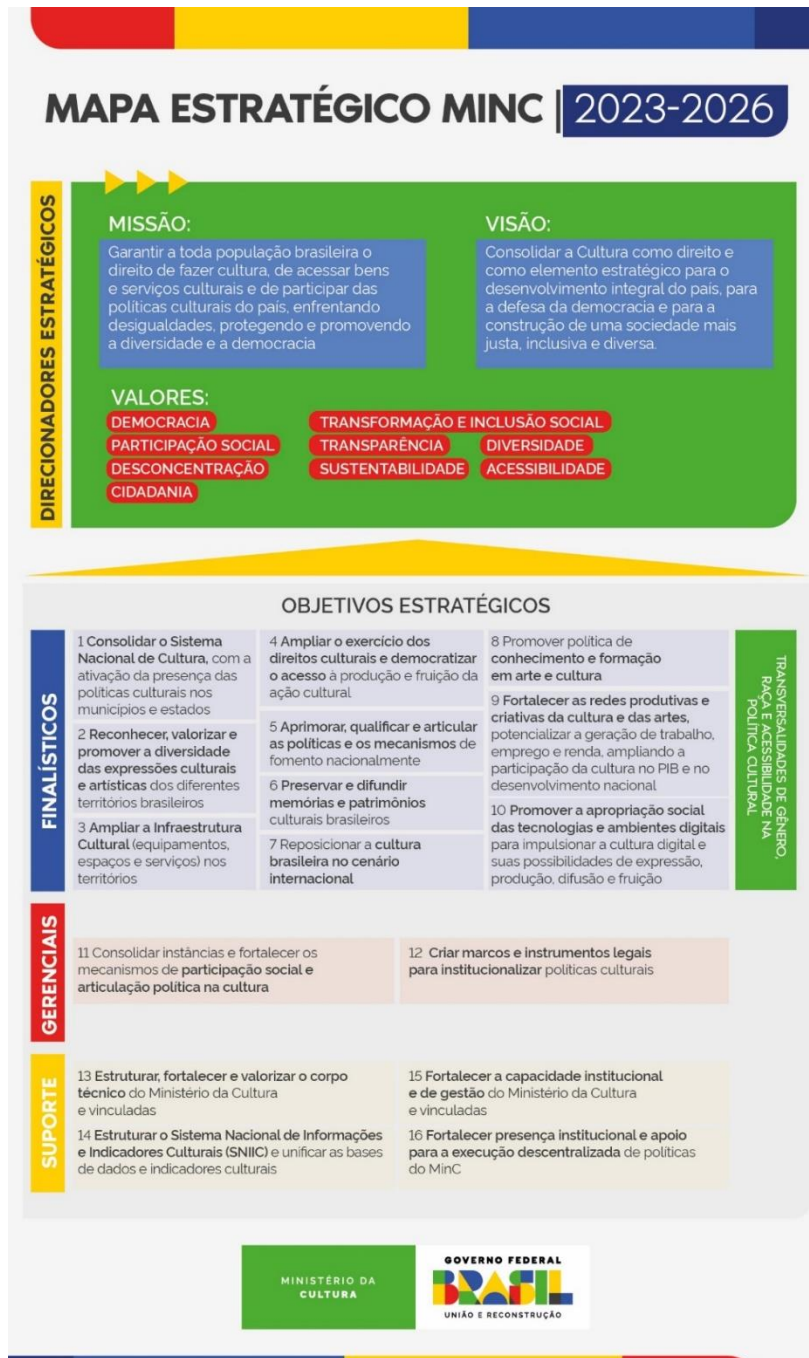 MAPA ESTRATÉGICO MINC | 2023-2026
DIRECIONADORES ESTRATÉGICOS
MISSÃO:
Garantir a toda população brasileira o
direito de fazer cultura, de acessar bens
e serviços culturais e de participar das
políticas culturais do país, enfrentando
desigualdades, protegendo e promovendo
a diversidade e a democracia
VISÃO:
Consolidar a Cultura como direito e
como elemento estratégico para o
desenvolvimento integral do país, para
a defesa da democracia e para a
construção de uma sociedade mais
justa, inclusiva e diversa.
VALORES:
DEMOCRACIA
PARTICIPAÇÃO SOCIAL
DESCONCENTRAÇÃO
CIDADANIA
TRANSFORMAÇÃO E INCLUSÃO SOCIAL
TRANSPARÊNCIA
DIVERSIDADE
SUSTENTABILIDADE
ACESSIBILIDADE
OBJETIVOS ESTRATÉGICOS
FINALÍSTICOS
1 Consolidar o Sistema
Nacional de Cultura, com a
ativação da presença das
políticas culturais nos
municípios e estados
2 Reconhecer, valorizar e
promover a diversidade
das expressões culturais
e artísticas dos diferentes
territórios brasileiros
3 Ampliar a Infraestrutura
Cultural (equipamentos,
espaços e serviços) nos
territórios
4 Ampliar o exercício dos
direitos culturais e democratizar
o acesso à produção e fruição da
ação cultural
5 Aprimorar, qualificar e articular
as políticas e os mecanismos de
fomento nacionalmente
6 Preservar e difundir
memórias e patrimônios
culturais brasileiros
7 Reposicionar a cultura
brasileira no cenário
internacional
8 Promover política de
conhecimento e formação
em arte e cultura
9 Fortalecer as redes produtivas e
criativas da cultura e das artes,
potencializar a geração de trabalho,
emprego e renda, ampliando a
participação da cultura no PIB e no
desenvolvimento nacional
10 Promover a apropriação social
das tecnologias e ambientes digitais
para impulsionar a cultura digital e
suas possibilidades de expressão,
produção, difusão e fruição
TRANSVERSALIDADES DE GÊNERO,
RAÇA E ACESSIBILIDADE NA
POLÍTICA CULTURAL
GERENCIAIS
11 Consolidar instâncias e fortalecer os
mecanismos de participação social e
articulação política na cultura
12 Criar marcos e instrumentos legais
para institucionalizar políticas culturais
SUPORTE
13 Estruturar, fortalecer e valorizar o corpo
técnico do Ministério da Cultura
e vinculadas
14 Estruturar o Sistema Nacional de Informações
e Indicadores Culturais (SNIIC) e unificar as bases
de dados e indicadores culturais
15 Fortalecer a capacidade institucional
e de gestão do Ministério da Cultura
e vinculadas
16 Fortalecer presença institucional e apoio
para a execução descentralizada de políticas
do MinC
MINISTÉRIO DA
CULTURA
GOVERNO FEDERAL
BRASIL
UNIÃO E RECONSTRUÇÃO